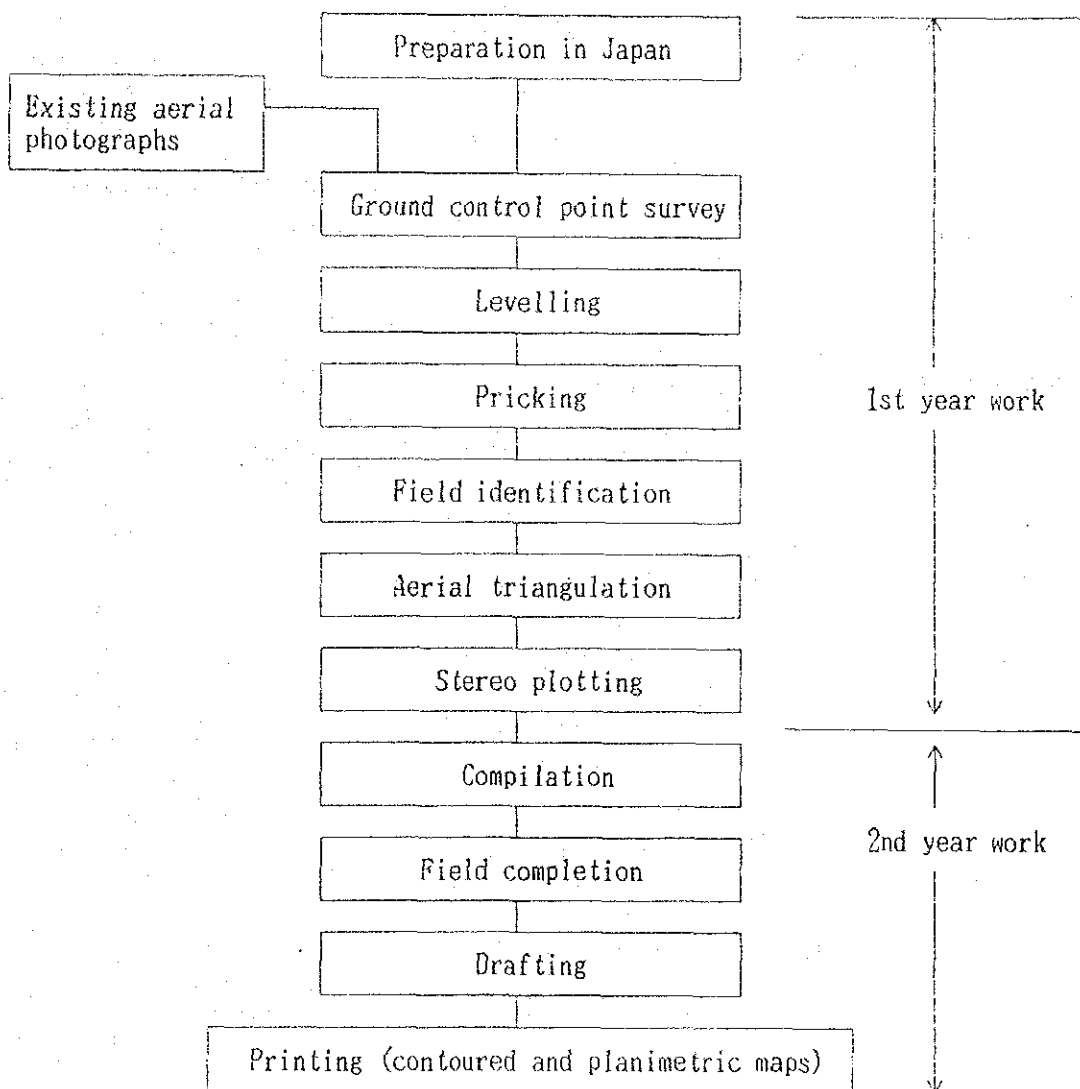 Preparation in Japan
Existing aerial
photographs
Ground control point survey
Levelling
Pricking
1st year work
Field identification
Aerial triangulation
Stereo plotting
Compilation
2nd year work
Field completion
Drafting
Printing (contoured and planimetric maps)